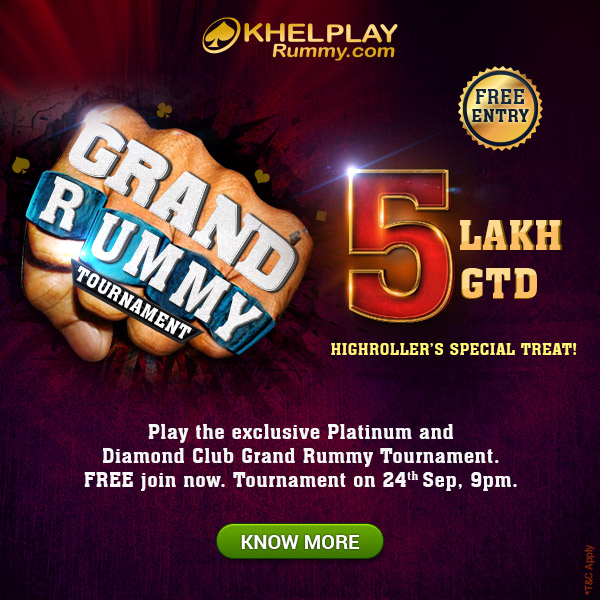 KHELPLAY
Rummy.com
FREE
ENTRY
GRAND
RUMMY
TOURNAMENT
5 LAKH
GTD
HIGHROLLER'S SPECIAL TREAT!
Play the exclusive Platinum and
Diamond Club Grand Rummy Tournament.
FREE join now. Tournament on 24th Sep, 9pm.
KNOW MORE
*T&C Apply